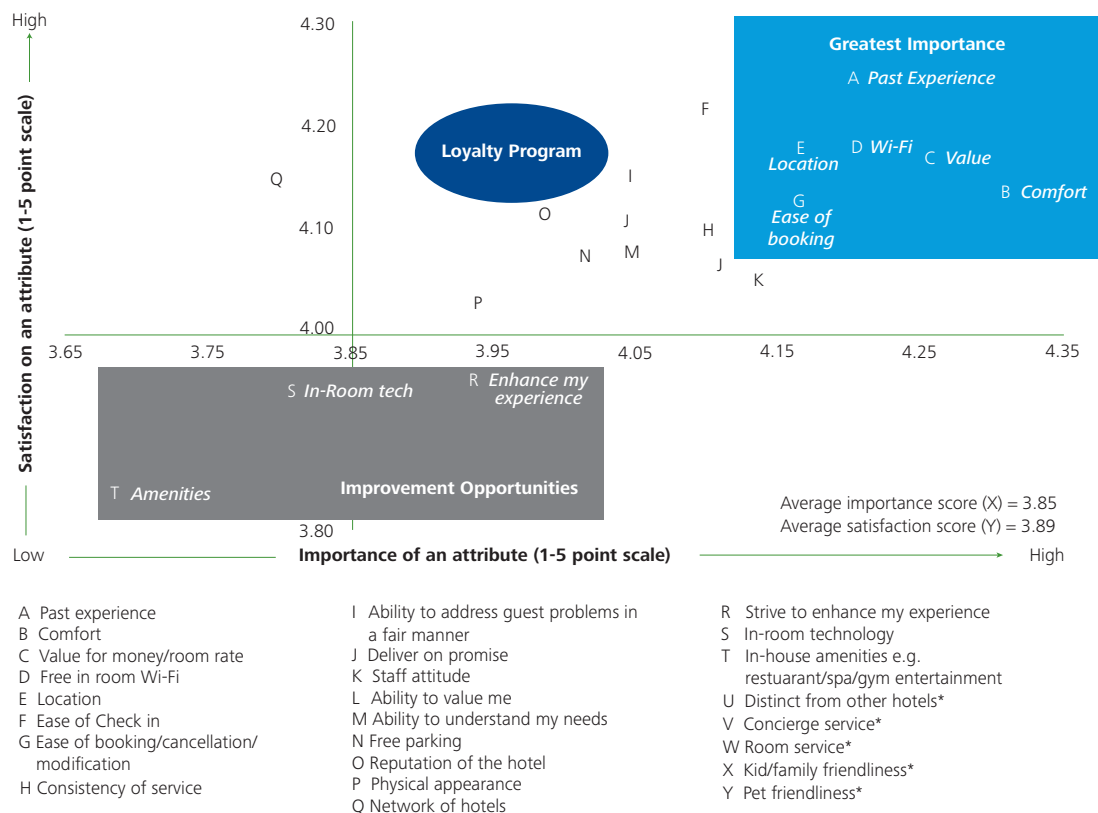 High
4.30
Greatest Importance
A Past Experience
F
4.20
Loyalty Program
E
Location
D Wi-Fi
C Value
I
Q
B Comfort
G
Ease of
booking
O
J
4.10
H
M
N
J
K
P
4.00
3.65
3.75
3.85
3.95
4.05
4.15
4.25
4.35
Satisfaction on an attribute (1-5 point scale)
S In-Room tech
R Enhance my
experience
T Amenities
Improvement Opportunities
3.80
Average importance score (X) = 3.85
Average satisfaction score (Y) = 3.89
Low
Importance of an attribute (1-5 point scale)
High
A Past experience
B Comfort
C Value for money/room rate
D Free in room Wi-Fi
E Location
F Ease of Check in
G Ease of booking/cancellation/
modification
H Consistency of service
I Ability to address guest problems in
a fair manner
J Deliver on promise
K Staff attitude
L Ability to value me
M Ability to understand my needs
N Free parking
O Reputation of the hotel
P Physical appearance
Q Network of hotels
R Strive to enhance my experience
S In-room technology
T In-house amenities e.g.
restuarant/spa/gym entertainment
U Distinct from other hotels*
V Concierge service*
W Room service*
X Kid/family friendliness*
Y Pet friendliness*